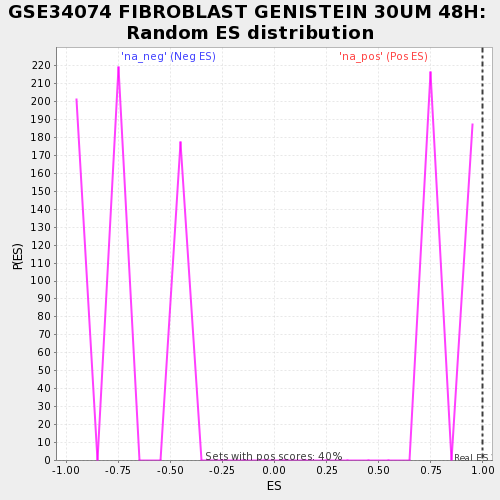 GSE34074 FIBROBLAST GENISTEIN 30UM 48H:
Random ES distribution
'na_neg' (Neg ES)
'na_pos' (Pos ES)
220
210
200
190
180
170
160
150
140
130
120
110
100
90
80
70
60
50
40
30
20
10
0
P(ES)
Sets with pos scores: 40%
Real ES
-1.00 -0.75 -0.50 -0.25 0.00 0.25 0.50 0.75 1.00
ES